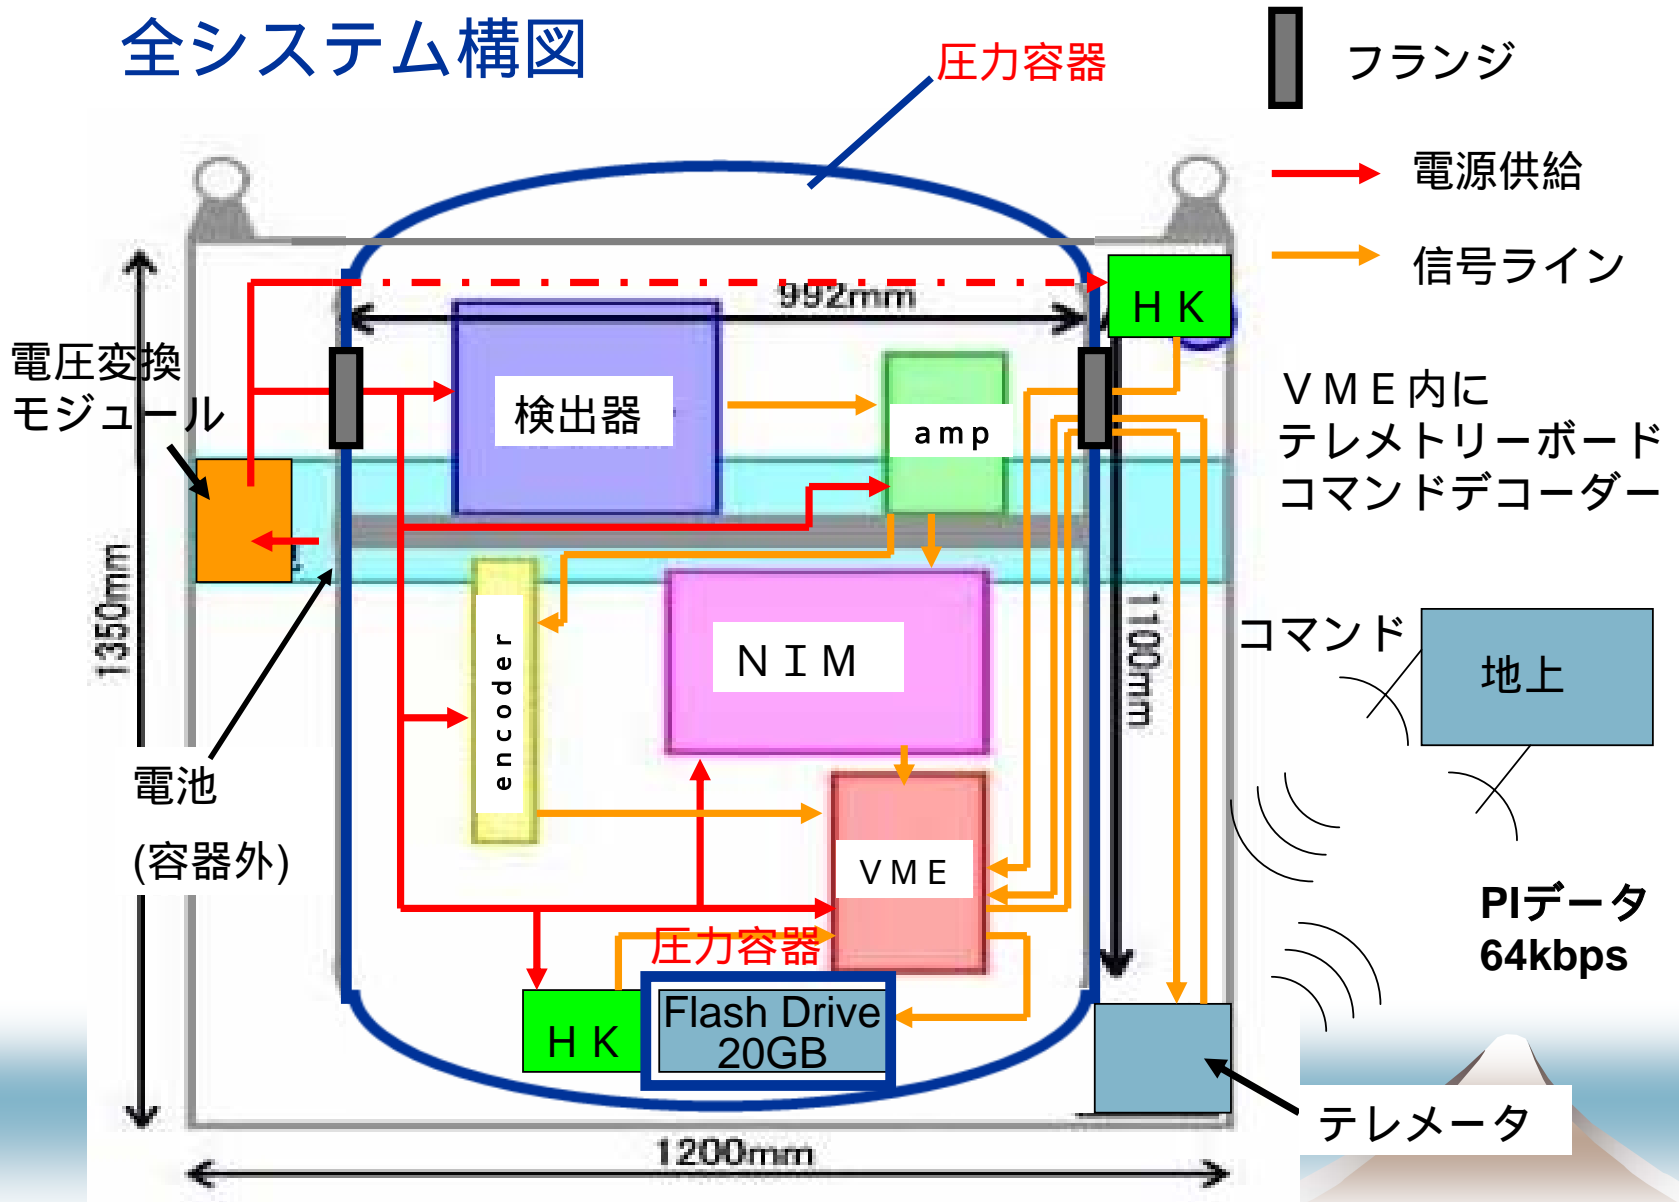 全システム構図
圧力容器
フランジ
電源供給
信号ライン
ＨＫ
992mm
電圧変換
モジュール
検出器
amp
ＶＭＥ内に
テレメトリーボード
コマンドデコーダー
1350mm
encoder
ＮＩＭ
1100mm
コマンド
地上
電池
(容器外)
ＶＭＥ
PIデータ
64kbps
圧力容器
ＨＫ
Flash Drive
20GB
テレメータ
1200mm